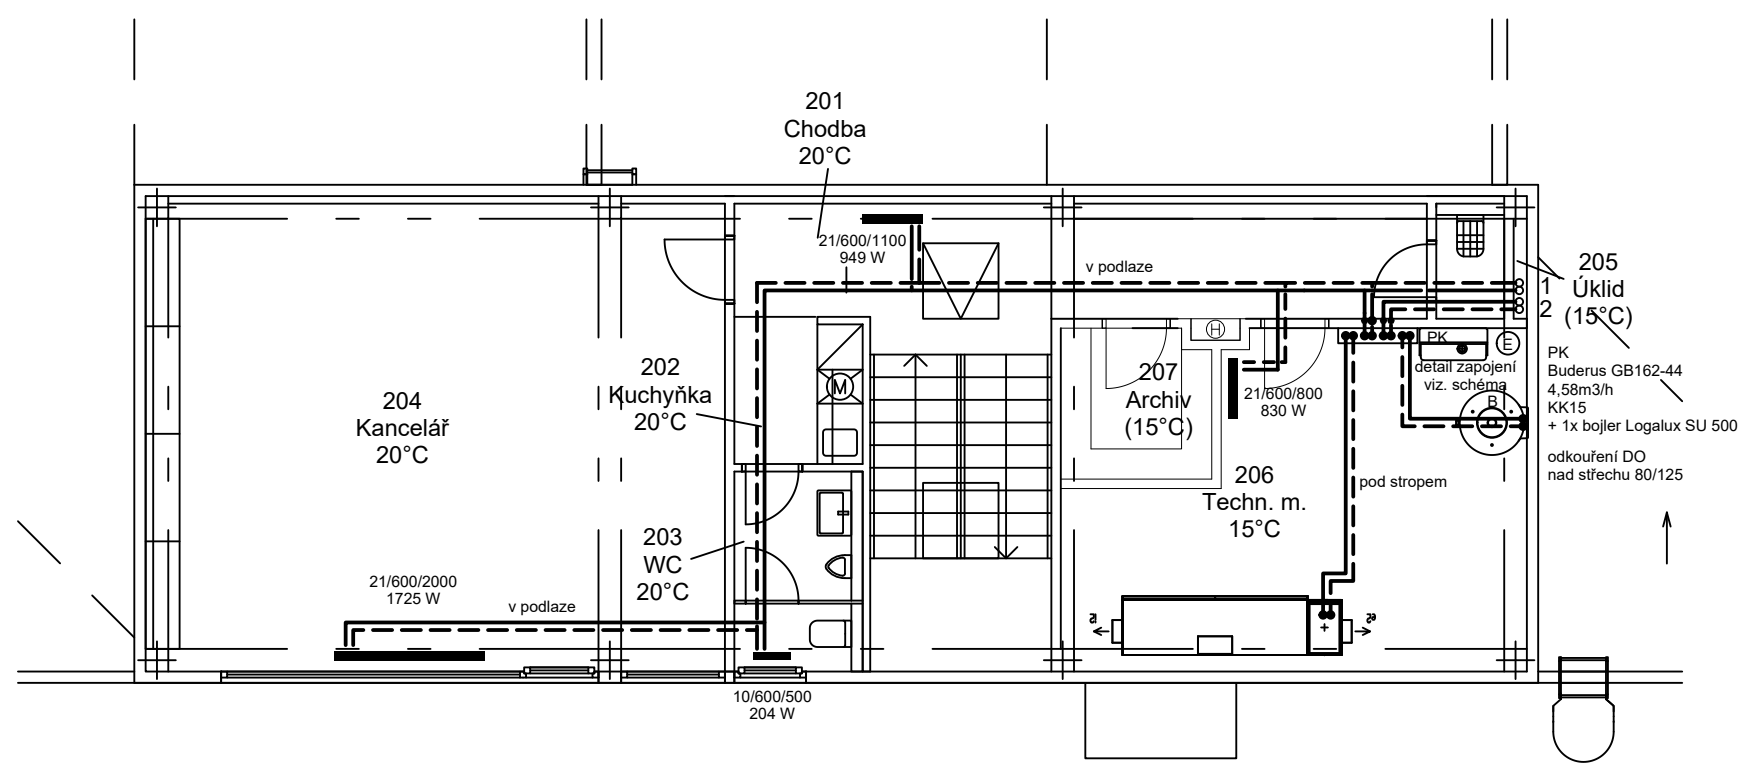 201
Chodba
20°C
21/600/1100
949 W
v podlaze
205
Úklid
(15°C)
1
2
H
PK
E
detail zapojení
viz. schéma
B
PK
Buderus GB162-44
4,58m3/h
KK15
+ 1x bojler Logalux SU 500
odkouření DO
nad střechu 80/125
202
Kuchyňka
20°C
M
204
Kancelář
20°C
207
Archiv
(15°C)
21/600/800
830 W
206
Techn. m.
15°C
pod stropem
203
WC
20°C
21/600/2000
1725 W
v podlaze
10/600/500
204 W